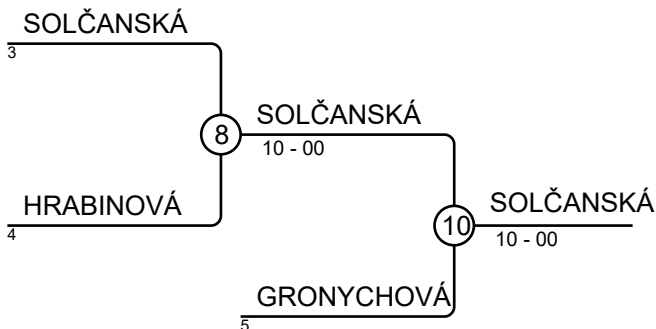 SOLČANSKÁ
3
8
SOLČANSKÁ
10 - 00
HRABINOVÁ
4
10
SOLČANSKÁ
10 - 00
GRONYCHOVÁ
5